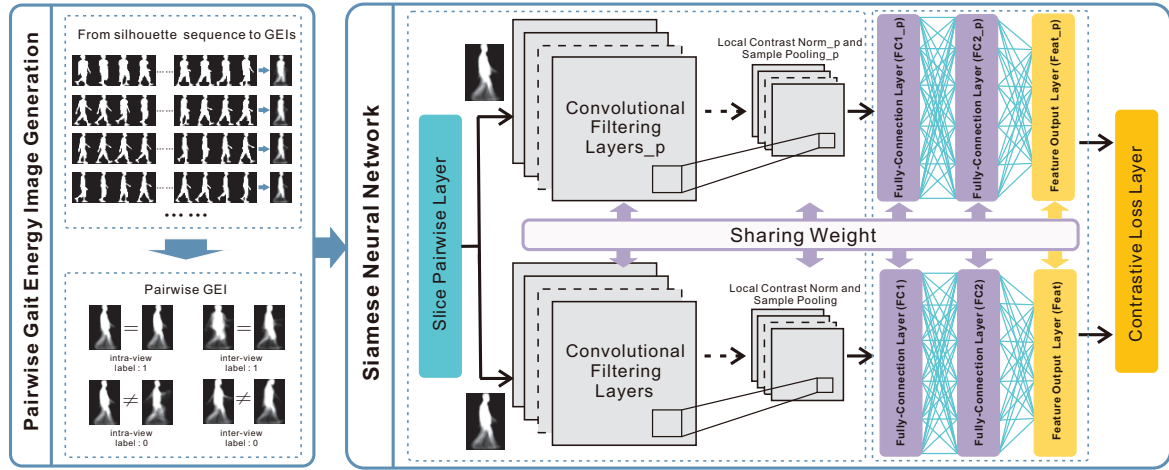 Pairwise Gait Energy Image Generation
From silhouette sequence to GEIs
......
Pairwise GEI
=
=
intra-view
label : 1
inter-view
label : 1
≠
≠
intra-view
label : 0
inter-view
label : 0
Siamese Neural Network
Slice Pairwise Layer
Convolutional
Filtering
Layers_p
Local Contrast Norm_p and
Sample Pooling_p
Fully-Connection Layer (FC1_p)
Fully-Connection Layer (FC2_p)
Feature Output Layer (Feat_p)
Sharing Weight
Convolutional
Filtering
Layers
Local Contrast Norm and
Sample Pooling
Fully-Connection Layer (FC1)
Fully-Connection Layer (FC2)
Feature Output Layer (Feat)
Contrastive Loss Layer